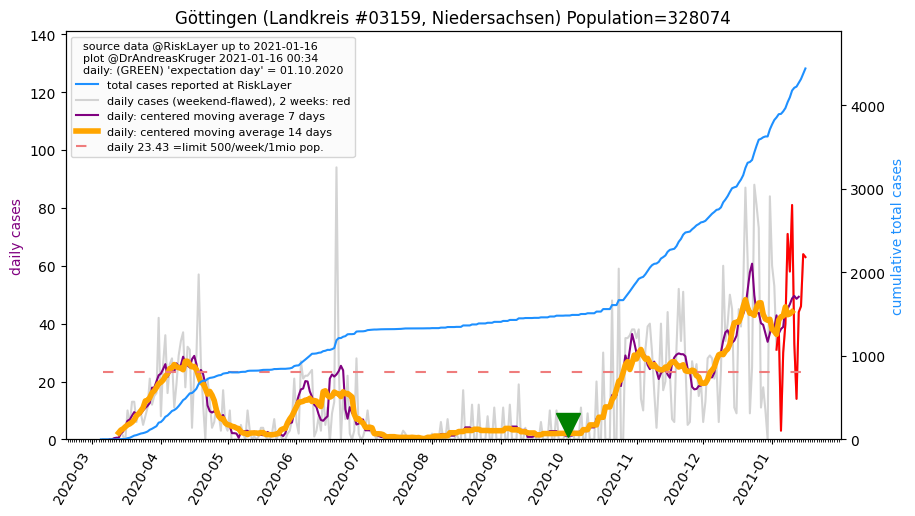 Göttingen (Landkreis #03159, Niedersachsen) Population=328074
source data @RiskLayer up to 2021-01-16
plot @DrAndreasKruger 2021-01-16 00:34
daily: (GREEN) 'expectation day' = 01.10.2020
total cases reported at RiskLayer
daily cases (weekend-flawed), 2 weeks: red
daily: centered moving average 7 days
daily: centered moving average 14 days
daily 23.43 =limit 500/week/1mio pop.
daily cases
140
120
100
80
60
40
20
0
cumulative total cases
4000
3000
2000
1000
0
2020-03
2020-04
2020-05
2020-06
2020-07
2020-08
2020-09
2020-10
2020-11
2020-12
2021-01